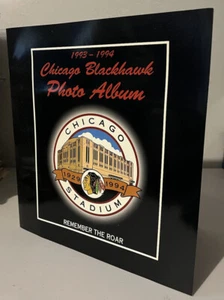 1993 - 1994
Chicago Blackhawk
Photo Album
CHICAGO
1929 1994
STADIUM
REMEMBER THE ROAR